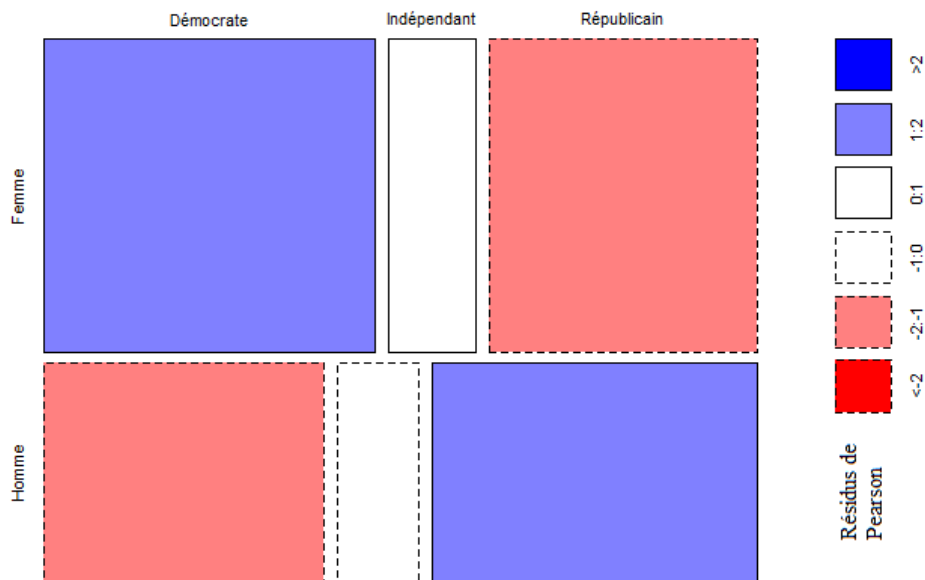 Démocrate
Indépendant
Républicain
Femme
Homme
>2
1:2
0:1
-1:0
-2:-1
<-2
Résidus de
Pearson